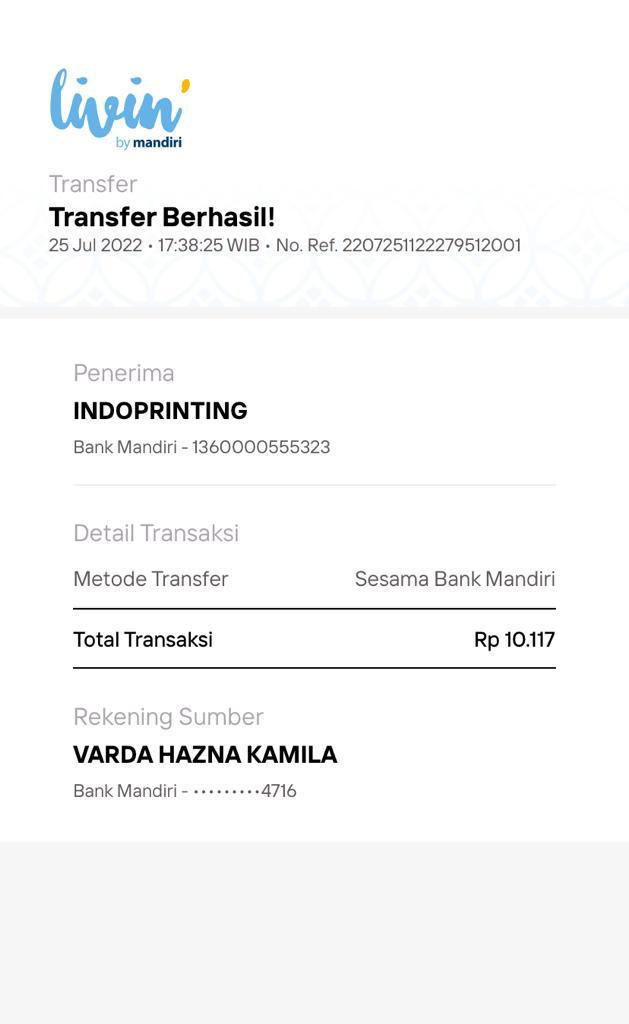 livin'
by mandiri
Transfer
Transfer Berhasil!
25 Jul 2022 • 17:38:25 WIB • No. Ref. 2207251122279512001
Penerima
INDOPRINTING
Bank Mandiri - 1360000555323
Detail Transaksi
Metode Transfer Sesama Bank Mandiri
Total Transaksi Rp 10.117
Rekening Sumber
VARDA HAZNA KAMILA
Bank Mandiri - •••••••••4716